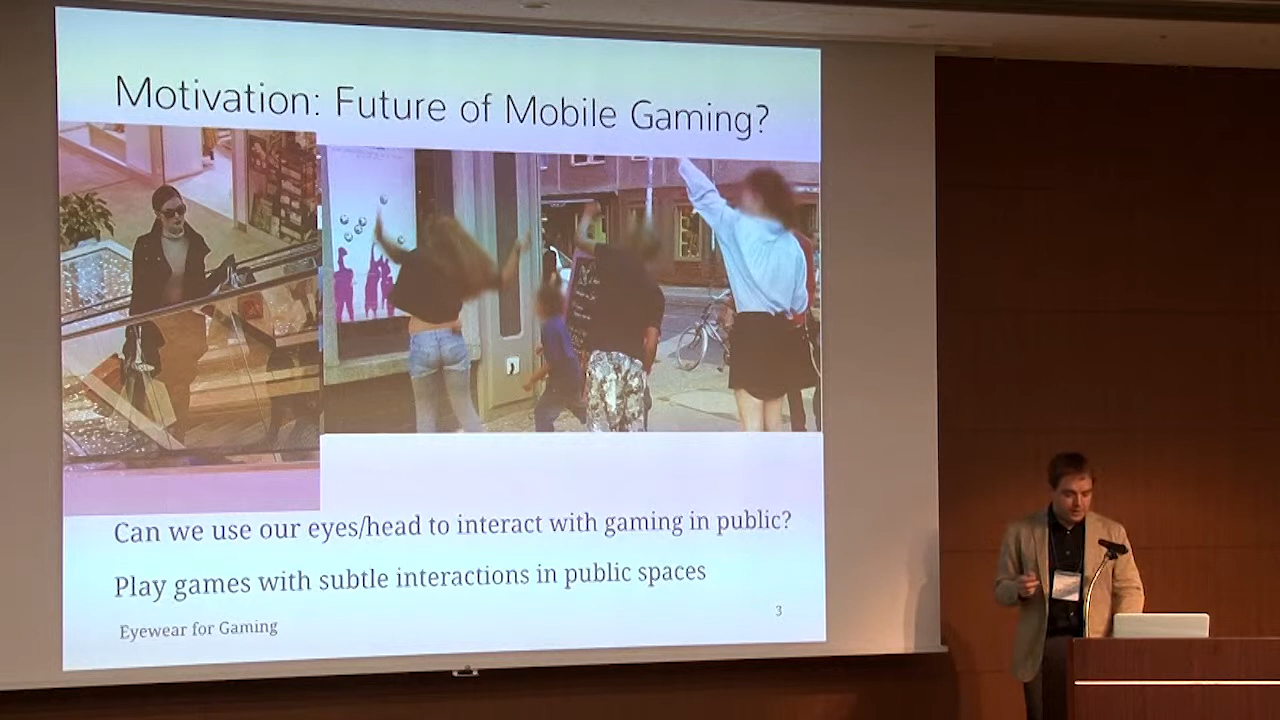 Motivation: Future of Mobile Gaming?
Can we use our eyes/head to interact with gaming in public?
Play games with subtle interactions in public spaces
Eyewear for Gaming
3